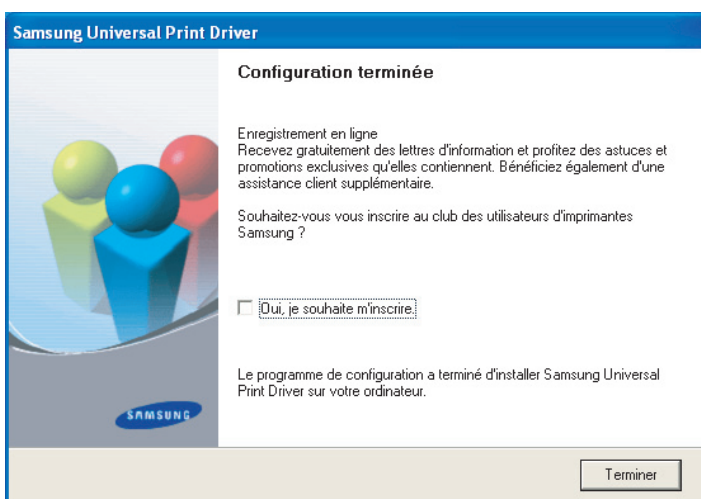 Samsung Universal Print Driver
Configuration terminée
Enregistrement en ligne
Recevez gratuitement des lettres d'information et profitez des astuces et
promotions exclusives qu'elles contiennent. Bénéficiez également d'une
assistance client supplémentaire.
Souhaitez-vous vous inscrire au club des utilisateurs d'imprimantes
Samsung ?
Oui, je souhaite m'inscrire.
Le programme de configuration a terminé d'installer Samsung Universal
Print Driver sur votre ordinateur.
SAMSUNG
Terminer